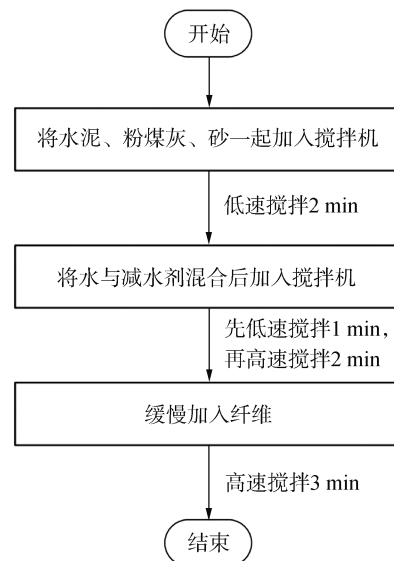 开始
将水泥、粉煤灰、砂一起加入搅拌机
低速搅拌2 min
将水与减水剂混合后加入搅拌机
先低速搅拌1 min,
再高速搅拌2 min
缓慢加入纤维
高速搅拌3 min
结束